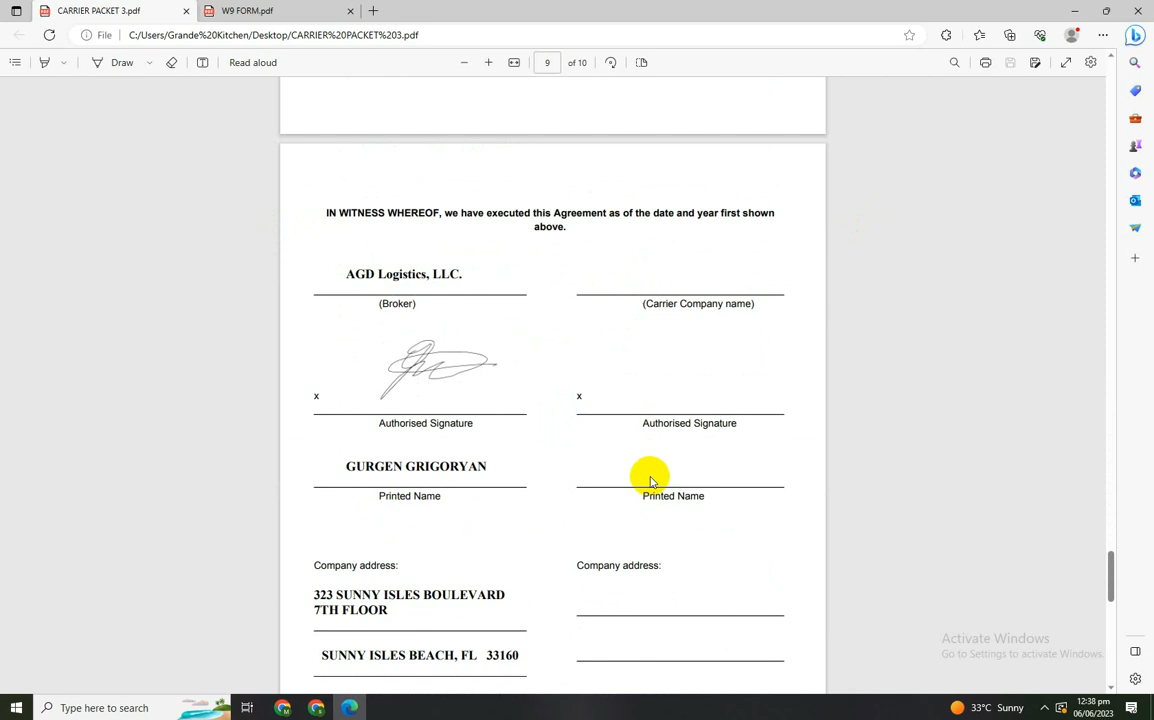 CARRIER PACKET 3.pdf
W9 FORM.pdf
File
C:/Users/Grande%20Kitchen/Desktop/CARRIER%20PACKET%203.pdf
Draw
Read aloud
9
of 10
IN WITNESS WHEREOF, we have executed this Agreement as of the date and year first shown
above.
AGD Logistics, LLC.
(Broker)
(Carrier Company name)
x
x
Authorised Signature
Authorised Signature
GURGEN GRIGORYAN
Printed Name
Printed Name
Company address:
Company address:
323 SUNNY ISLES BOULEVARD
7TH FLOOR
SUNNY ISLES BEACH, FL 33160
Activate Windows
Go to Settings to activate Windows.
Type here to search
33°C Sunny
12:38 pm
06/06/2023